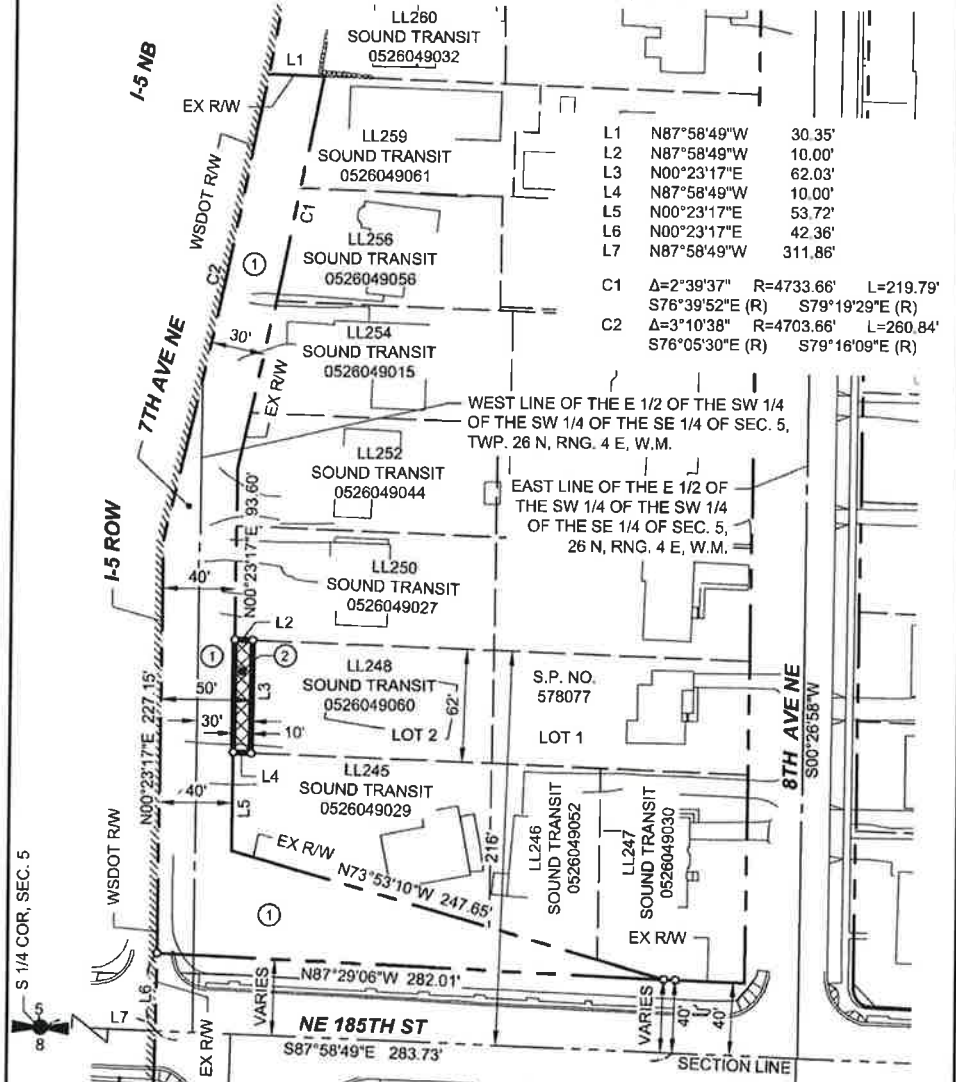 LL260
SOUND TRANSIT
0526049032
I-5 NB
L1
EX R/W
LL259
SOUND TRANSIT
0526049061
WSDOT R/W
C1
L1 N87°58'49"W 30.35'
L2 N87°58'49"W 10.00'
L3 N00°23'17"E 62.03'
L4 N87°58'49"W 10.00'
L5 N00°23'17"E 53.72'
L6 N00°23'17"E 42.36'
L7 N87°58'49"W 311.86'
C1 Δ=2°39'37" R=4733.66' L=219.79'
S76°39'52"E (R) S79°19'29"E (R)
C2 Δ=3°10'38" R=4703.66' L=260.84'
S76°05'30"E (R) S79°16'09"E (R)
LL256
SOUND TRANSIT
0526049056
C2
1
LL254
SOUND TRANSIT
0526049015
30'
7TH AVE NE
EX R/W
WEST LINE OF THE E 1/2 OF THE SW 1/4
OF THE SW 1/4 OF THE SE 1/4 OF SEC. 5,
TWP. 26 N, RNG. 4 E, W.M.
LL252
SOUND TRANSIT
0526049044
EAST LINE OF THE E 1/2 OF
THE SW 1/4 OF THE SW 1/4
OF THE SE 1/4 OF SEC. 5,
26 N, RNG. 4 E, W.M.
N00°23'17"E 93.60'
I-5 ROW
40'
LL250
SOUND TRANSIT
0526049027
L2
1
2
LL248
SOUND TRANSIT
0526049060
LOT 2
62'
L3
50'
30'
10'
S.P. NO.
578077
LOT 1
8TH AVE NE
S00°26'58"W
N00°23'17"E 227.15'
L4
LL245
SOUND TRANSIT
0526049029
40'
L5
WSDOT R/W
EX R/W
N73°53'10"W 247.65'
216'
LL246
SOUND TRANSIT
0526049052
LL247
SOUND TRANSIT
0526049030
EX R/W
1
S 1/4 COR, SEC. 5
5
8
L7
L6
EX R/W
VARIES
N87°29'06"W 282.01'
NE 185TH ST
S87°58'49"E 283.73'
VARIES
40'
40'
SECTION LINE